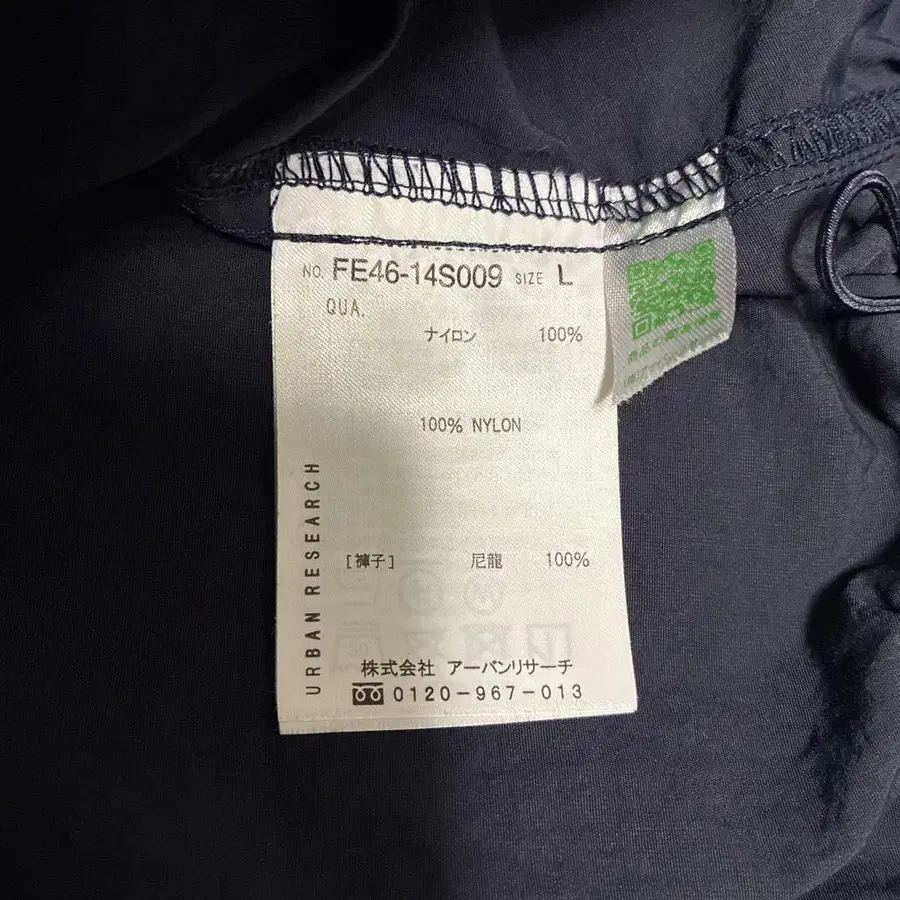 NO. FE46-14S009 SIZE L
QUA.
ナイロン 100%
100% NYLON
[褲子] 尼龍 100%
URBAN RESEARCH
株式会社 アーバンリサーチ
0120-967-013